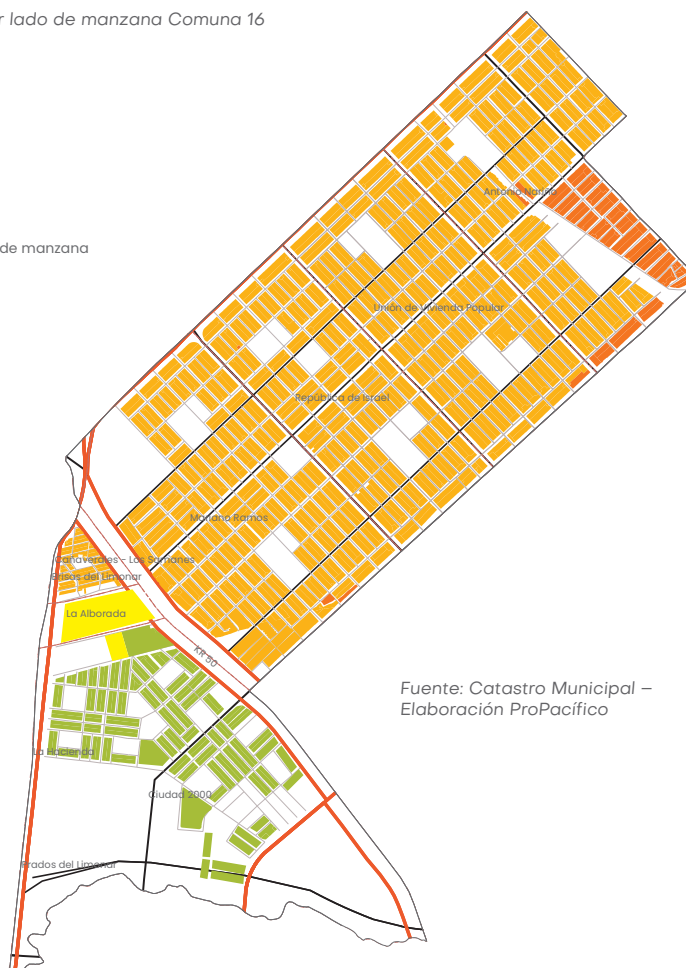 r lado de manzana Comuna 16
Antonio Nariño
de manzana
Unión de Vivienda Popular
República de Israel
Mariano Ramos
Cañaverales - Los Samanes
Brisas del Limonar
La Alborada
KR 50
Fuente: Catastro Municipal –
Elaboración ProPacífico
La Hacienda
Ciudad 2000
Prados del Limonar